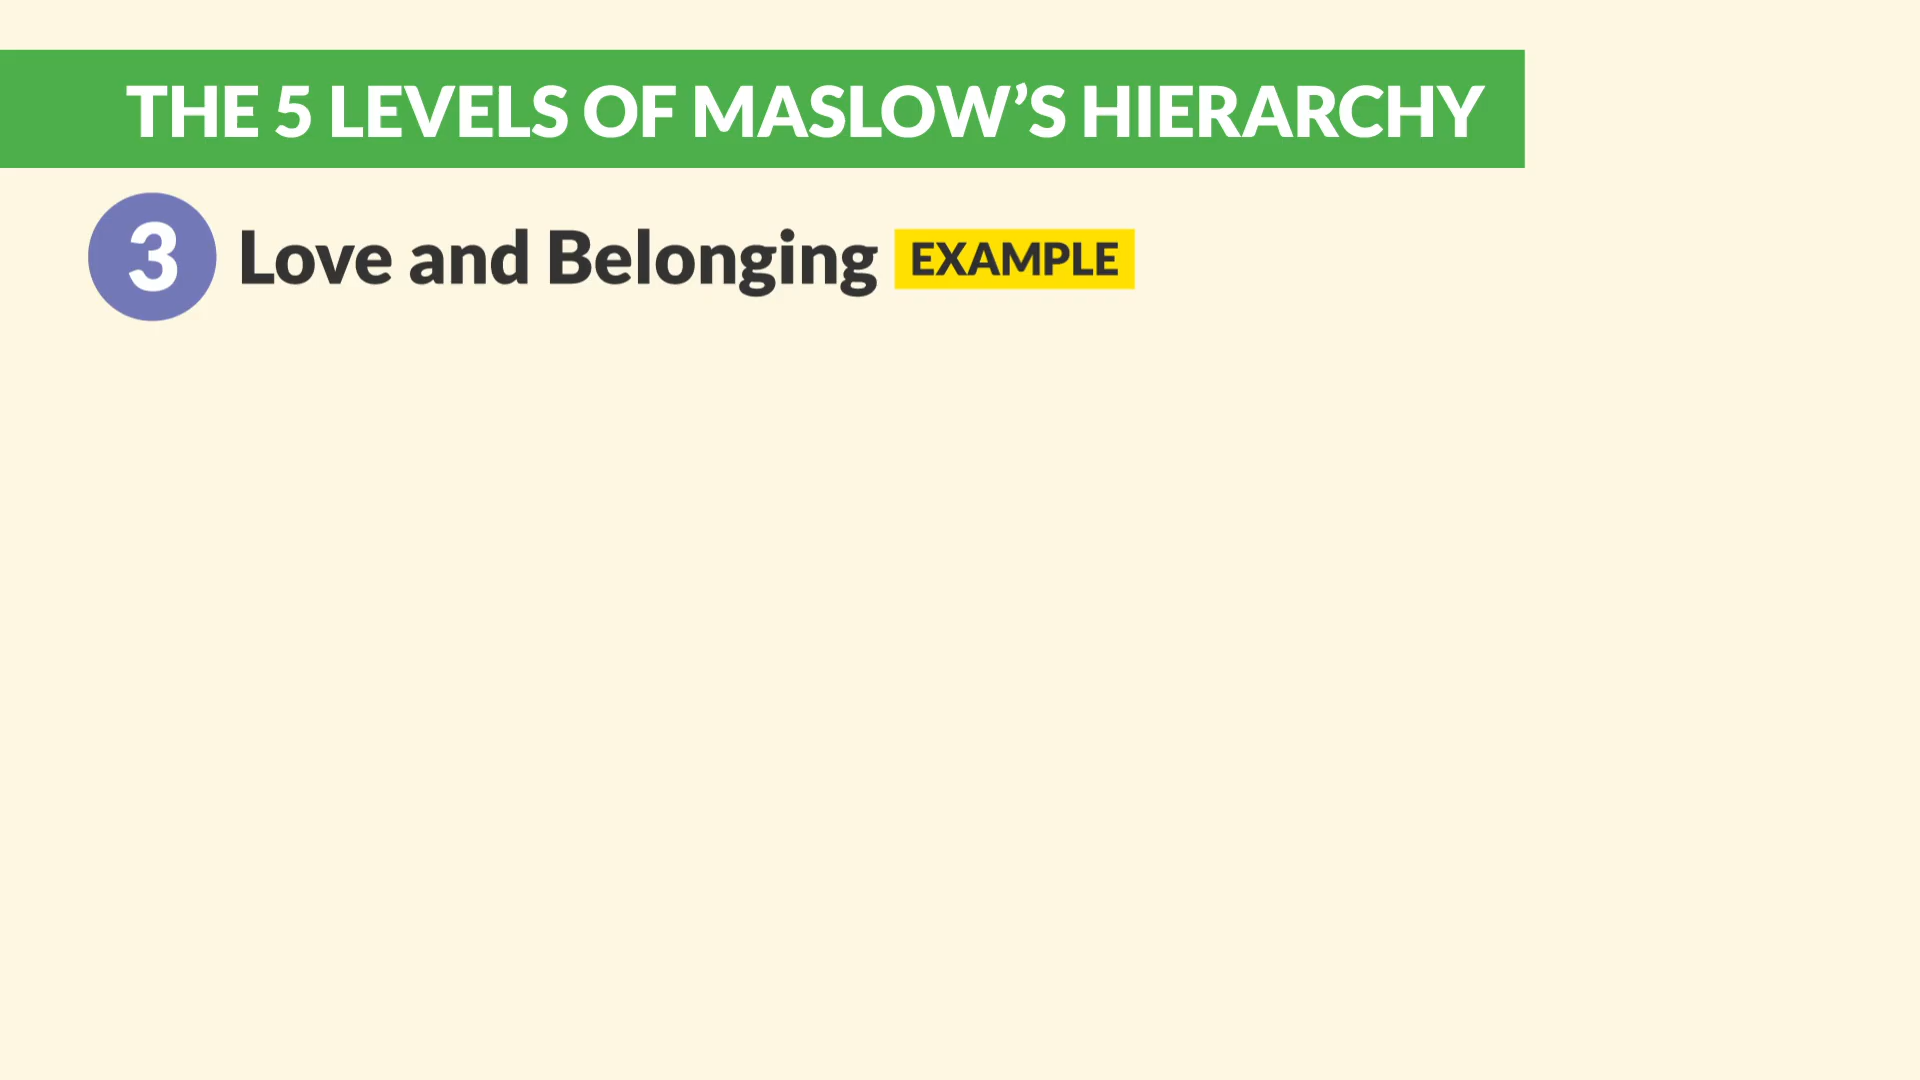 THE 5 LEVELS OF MASLOW’S HIERARCHY
3 Love and Belonging EXAMPLE